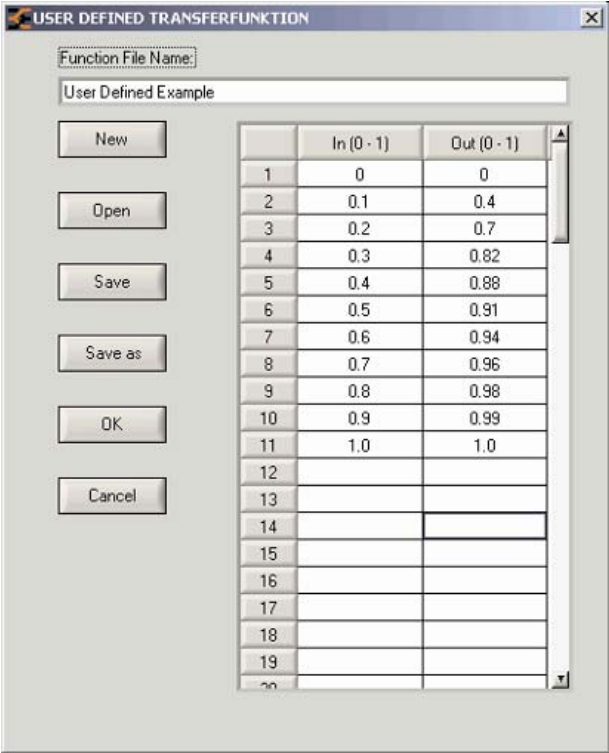 USER DEFINED TRANSFERFUNKTION
Function File Name:
User Defined Example
New
Open
Save
Save as
OK
Cancel
In (0 - 1) Out (0 - 1)
1 0 0
2 0.1 0.4
3 0.2 0.7
4 0.3 0.82
5 0.4 0.88
6 0.5 0.91
7 0.6 0.94
8 0.7 0.96
9 0.8 0.98
10 0.9 0.99
11 1.0 1.0
12
13
14
15
16
17
18
19